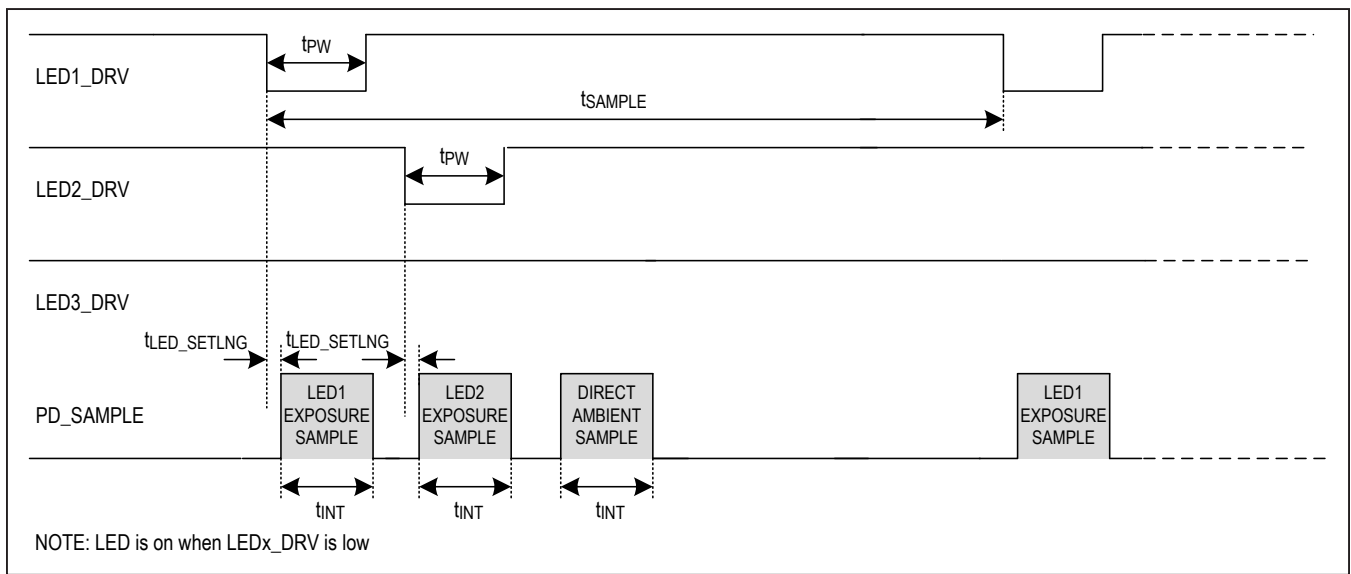 tPW
LED1_DRV
tSAMPLE
tPW
LED2_DRV
LED3_DRV
tLED_SETLNG
tLED_SETLNG
PD_SAMPLE
LED1
EXPOSURE
SAMPLE
LED2
EXPOSURE
SAMPLE
DIRECT
AMBIENT
SAMPLE
LED1
EXPOSURE
SAMPLE
tINT
tINT
tINT
NOTE: LED is on when LEDx_DRV is low